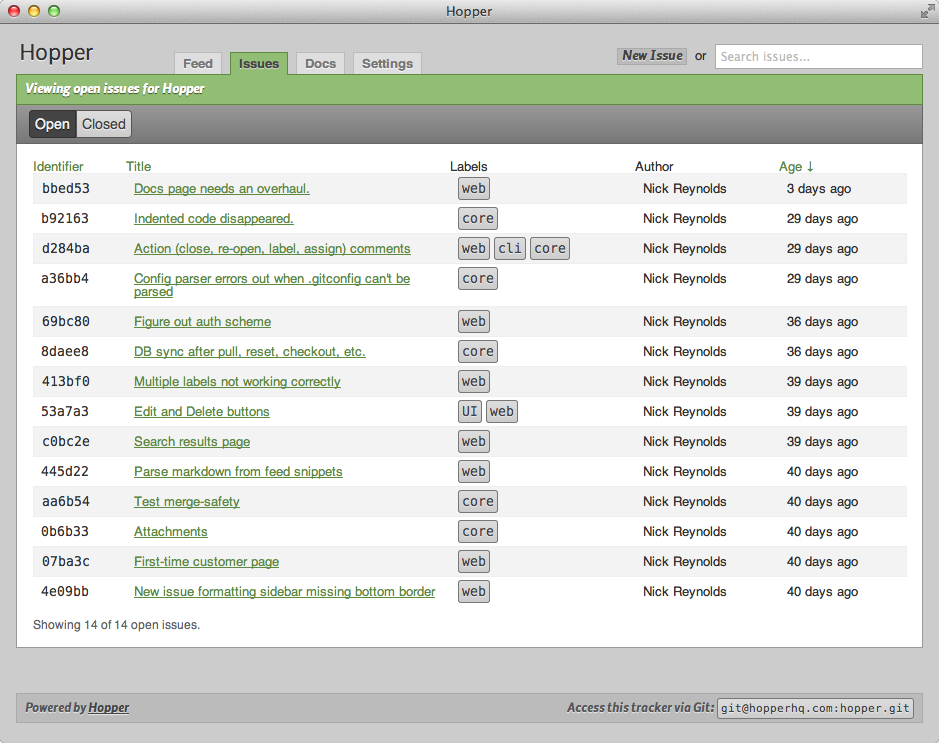 Hopper
Hopper
Feed Issues Docs Settings
New Issue or Search issues...
Viewing open issues for Hopper
Open Closed
Identifier Title Labels Author Age ↓
bbed53 Docs page needs an overhaul. web Nick Reynolds 3 days ago
b92163 Indented code disappeared. core Nick Reynolds 29 days ago
d284ba Action (close, re-open, label, assign) comments web cli core Nick Reynolds 29 days ago
a36bb4 Config parser errors out when .gitconfig can't be core Nick Reynolds 29 days ago
parsed
69bc80 Figure out auth scheme web Nick Reynolds 36 days ago
8daee8 DB sync after pull, reset, checkout, etc. core Nick Reynolds 36 days ago
413bf0 Multiple labels not working correctly web Nick Reynolds 39 days ago
53a7a3 Edit and Delete buttons UI web Nick Reynolds 39 days ago
c0bc2e Search results page web Nick Reynolds 39 days ago
445d22 Parse markdown from feed snippets web Nick Reynolds 40 days ago
aa6b54 Test merge-safety core Nick Reynolds 40 days ago
0b6b33 Attachments core Nick Reynolds 40 days ago
07ba3c First-time customer page web Nick Reynolds 40 days ago
4e09bb New issue formatting sidebar missing bottom border web Nick Reynolds 40 days ago
Showing 14 of 14 open issues.
Powered by Hopper Access this tracker via Git: git@hopperhq.com:hopper.git